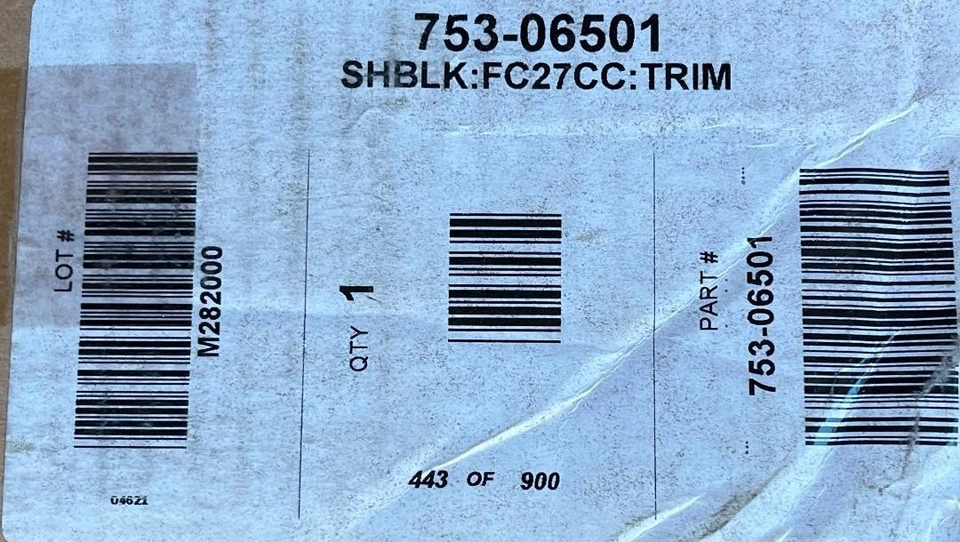 753-06501
SHBLK:FC27CC:TRIM
LOT #
M282000
QTY 1
PART #
753-06501
443 OF 900
04621